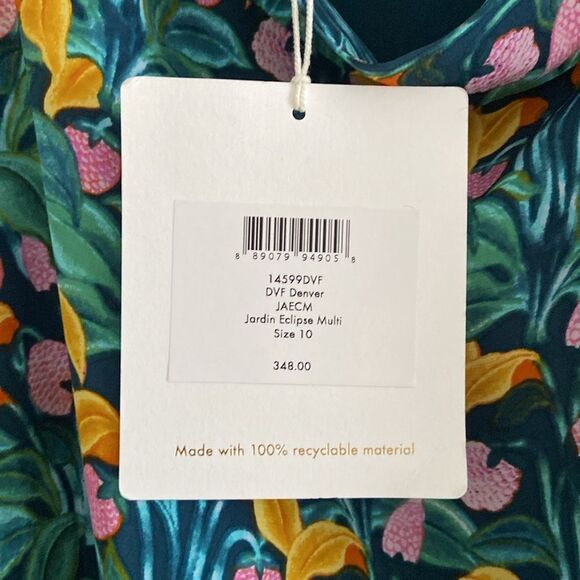 8 89079 94905 8
14599DVF
DVF Denver
JAECM
Jardin Eclipse Multi
Size 10
348.00
Made with 100% recyclable material